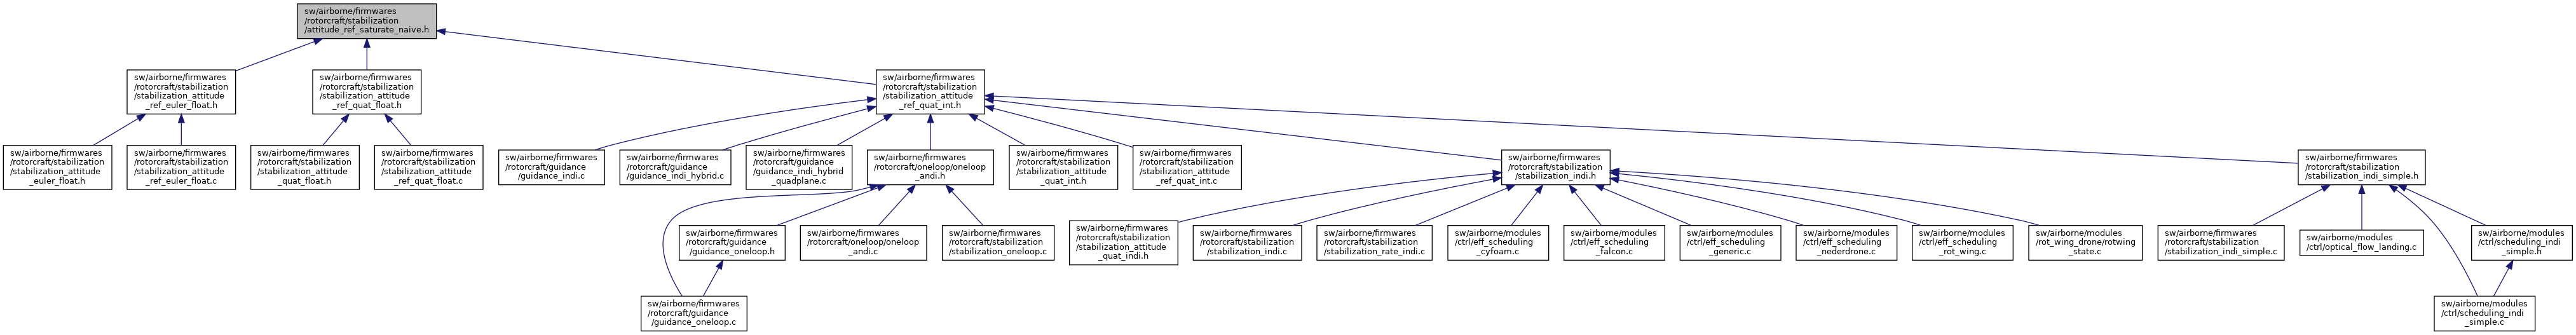 sw/airborne/firmwares
/rotorcraft/stabilization
/attitude_ref_saturate_naive.h
sw/airborne/firmwares
/rotorcraft/stabilization
/stabilization_attitude
_ref_euler_float.h
sw/airborne/firmwares
/rotorcraft/stabilization
/stabilization_attitude
_ref_quat_float.h
sw/airborne/firmwares
/rotorcraft/stabilization
/stabilization_attitude
_ref_quat_int.h
sw/airborne/firmwares
/rotorcraft/stabilization
/stabilization_attitude
_euler_float.h
sw/airborne/firmwares
/rotorcraft/stabilization
/stabilization_attitude
_ref_euler_float.c
sw/airborne/firmwares
/rotorcraft/stabilization
/stabilization_attitude
_quat_float.h
sw/airborne/firmwares
/rotorcraft/stabilization
/stabilization_attitude
_ref_quat_float.c
sw/airborne/firmwares
/rotorcraft/guidance
/guidance_indi.c
sw/airborne/firmwares
/rotorcraft/guidance
/guidance_indi_hybrid.c
sw/airborne/firmwares
/rotorcraft/guidance
/guidance_indi_hybrid
_quadplane.c
sw/airborne/firmwares
/rotorcraft/oneloop/oneloop
_andi.h
sw/airborne/firmwares
/rotorcraft/stabilization
/stabilization_attitude
_quat_int.h
sw/airborne/firmwares
/rotorcraft/stabilization
/stabilization_attitude
_ref_quat_int.c
sw/airborne/firmwares
/rotorcraft/stabilization
/stabilization_indi.h
sw/airborne/firmwares
/rotorcraft/stabilization
/stabilization_indi_simple.h
sw/airborne/firmwares
/rotorcraft/guidance
/guidance_oneloop.h
sw/airborne/firmwares
/rotorcraft/oneloop/oneloop
_andi.c
sw/airborne/firmwares
/rotorcraft/stabilization
/stabilization_oneloop.c
sw/airborne/firmwares
/rotorcraft/stabilization
/stabilization_attitude
_quat_indi.h
sw/airborne/firmwares
/rotorcraft/stabilization
/stabilization_indi.c
sw/airborne/firmwares
/rotorcraft/stabilization
/stabilization_rate_indi.c
sw/airborne/modules
/ctrl/eff_scheduling
_cyfoam.c
sw/airborne/modules
/ctrl/eff_scheduling
_falcon.c
sw/airborne/modules
/ctrl/eff_scheduling
_generic.c
sw/airborne/modules
/ctrl/eff_scheduling
_nederdrone.c
sw/airborne/modules
/ctrl/eff_scheduling
_rot_wing.c
sw/airborne/modules
/rot_wing_drone/rotwing
_state.c
sw/airborne/firmwares
/rotorcraft/stabilization
/stabilization_indi_simple.c
sw/airborne/modules
/ctrl/optical_flow_landing.c
sw/airborne/modules
/ctrl/scheduling_indi
_simple.h
sw/airborne/firmwares
/rotorcraft/guidance
/guidance_oneloop.c
sw/airborne/modules
/ctrl/scheduling_indi
_simple.c